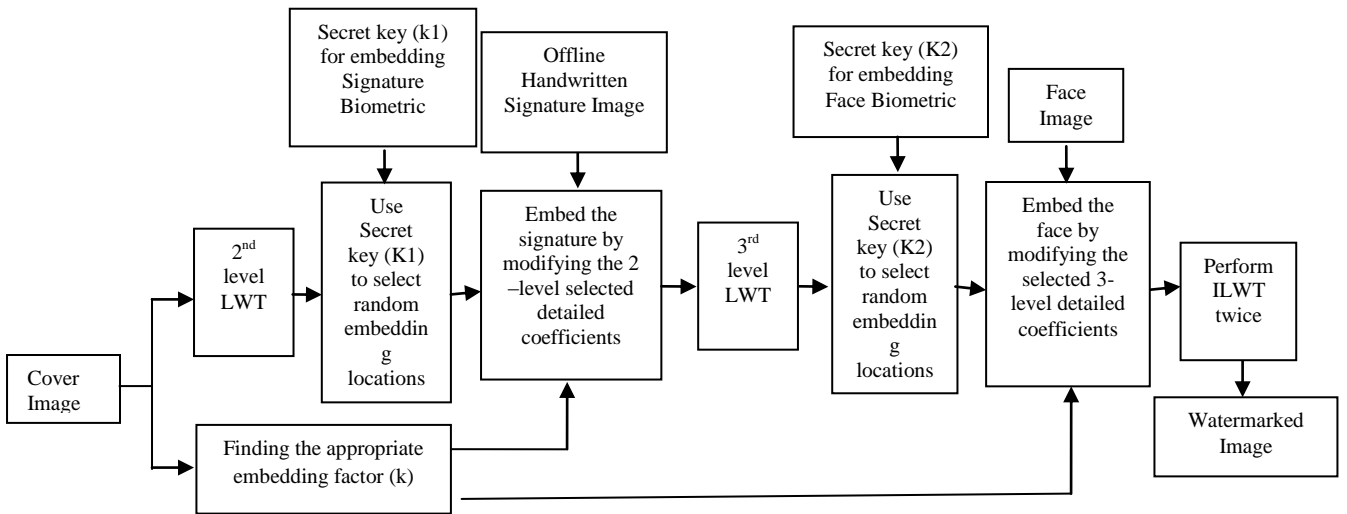 Secret key (k1)
for embedding
Signature
Biometric
Offline
Handwritten
Signature Image
Secret key (K2)
for embedding
Face Biometric
Face
Image
2nd
level
LWT
Use
Secret
key (K1)
to select
random
embeddin
g
locations
Embed the
signature by
modifying the 2
–level selected
detailed
coefficients
3rd
level
LWT
Use
Secret
key (K2)
to select
random
embeddin
g
locations
Embed the
face by
modifying the
selected 3-
level detailed
coefficients
Perform
ILWT
twice
Cover
Image
Finding the appropriate
embedding factor (k)
Watermarked
Image